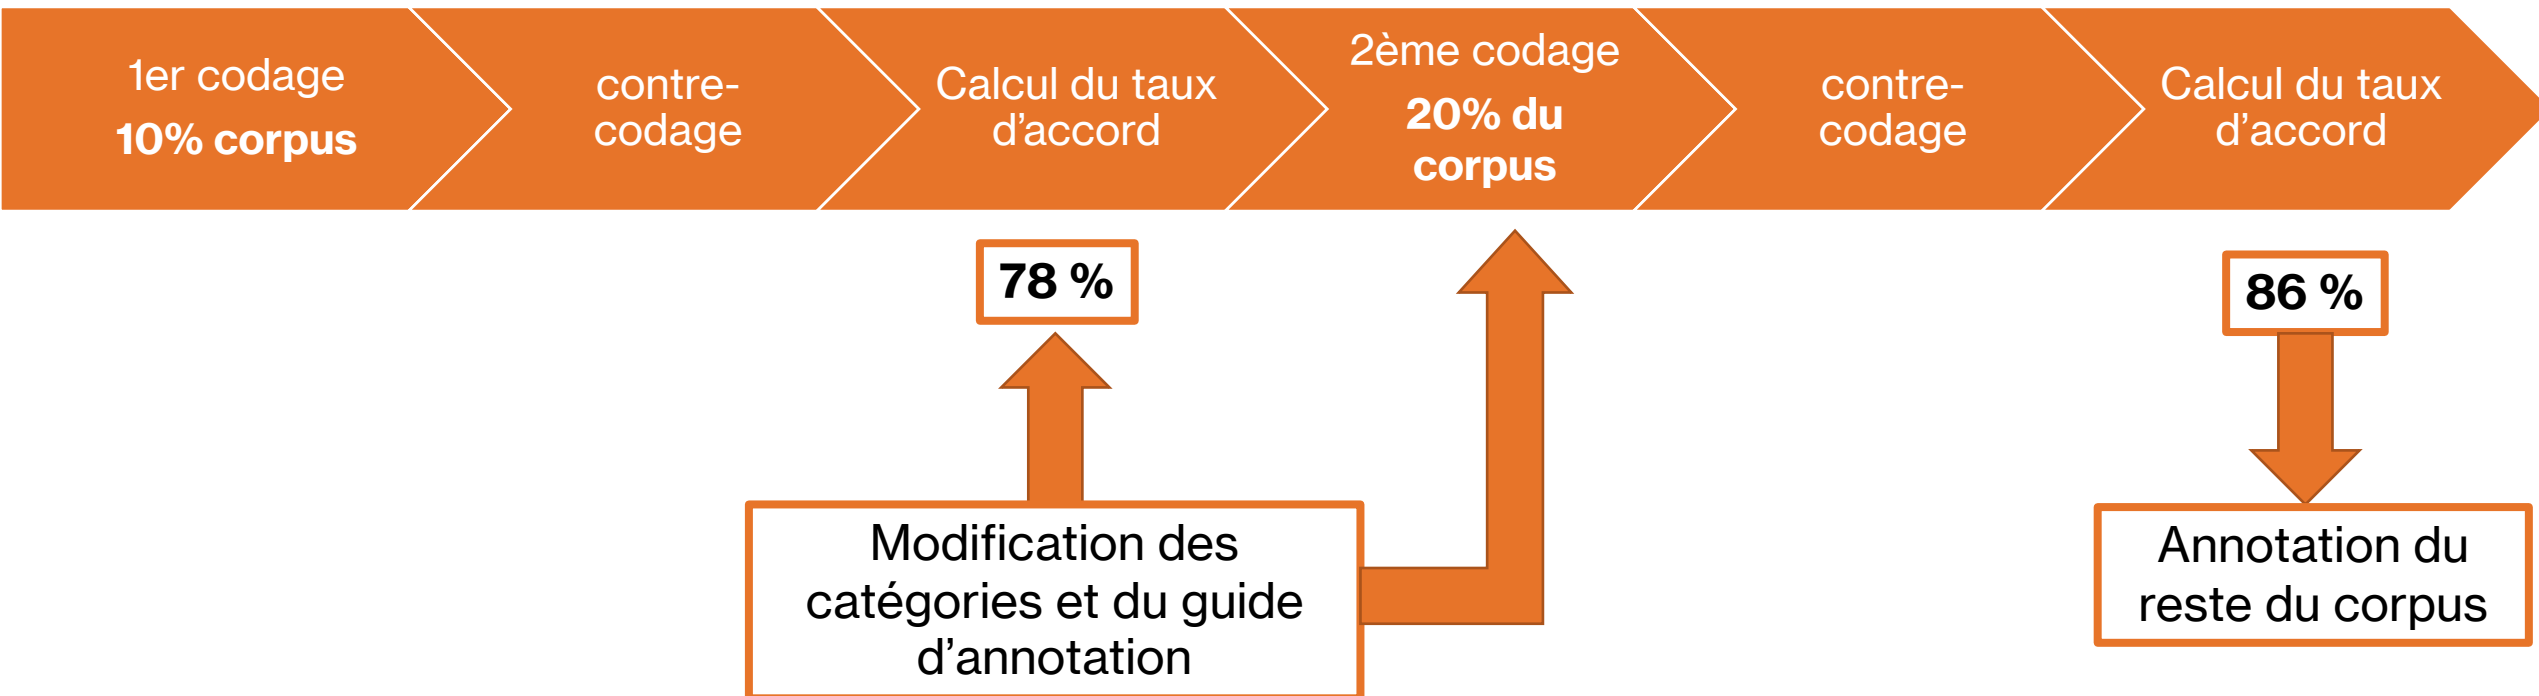 1er codage
10% corpus
contre-
codage
Calcul du taux
d’accord
2ème codage
20% du
corpus
contre-
codage
Calcul du taux
d’accord
78 %
86 %
Modification des
catégories et du guide
d’annotation
Annotation du
reste du corpus